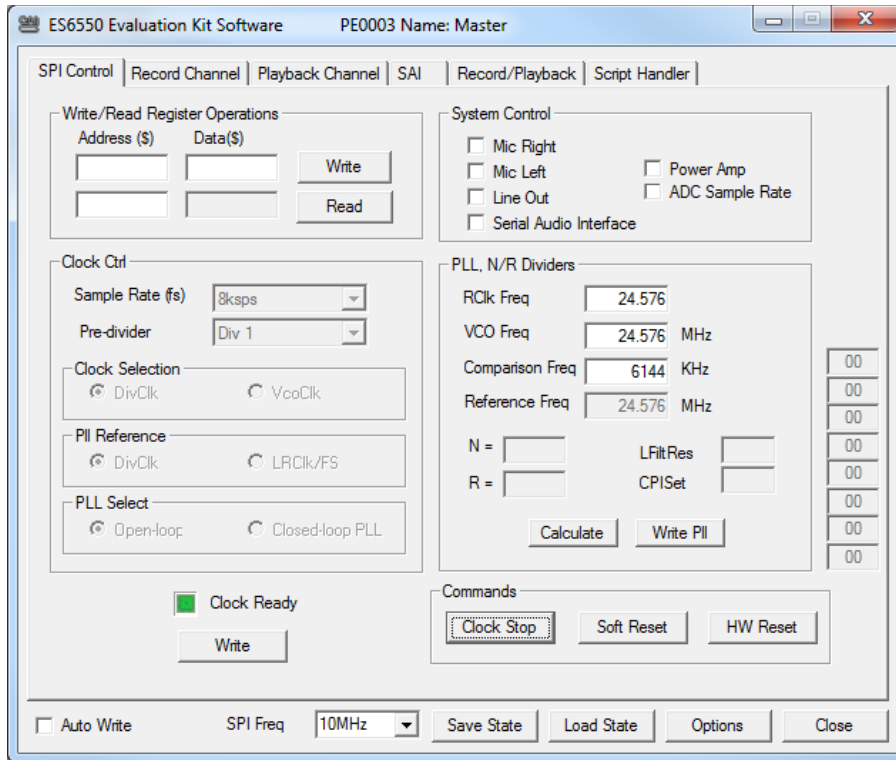 ES6550 Evaluation Kit Software PE0003 Name: Master
SPI Control Record Channel Playback Channel SAI Record/Playback Script Handler
Write/Read Register Operations
Address ($) Data($)
Write
Read
System Control
Mic Right
Mic Left
Line Out
Serial Audio Interface
Power Amp
ADC Sample Rate
Clock Ctrl
Sample Rate (fs) 8ksps
Pre-divider Div 1
Clock Selection
DivClk VcoClk
Pll Reference
DivClk LRClk/FS
PLL Select
Open-loop Closed-loop PLL
Clock Ready
Write
PLL, N/R Dividers
RClk Freq 24.576
VCO Freq 24.576 MHz
Comparison Freq 6144 KHz
Reference Freq 24.576 MHz
N = LFiltRes
R = CPISet
Calculate Write Pll
00
00
00
00
00
00
00
00
Commands
Clock Stop Soft Reset HW Reset
Auto Write SPI Freq 10MHz Save State Load State Options Close